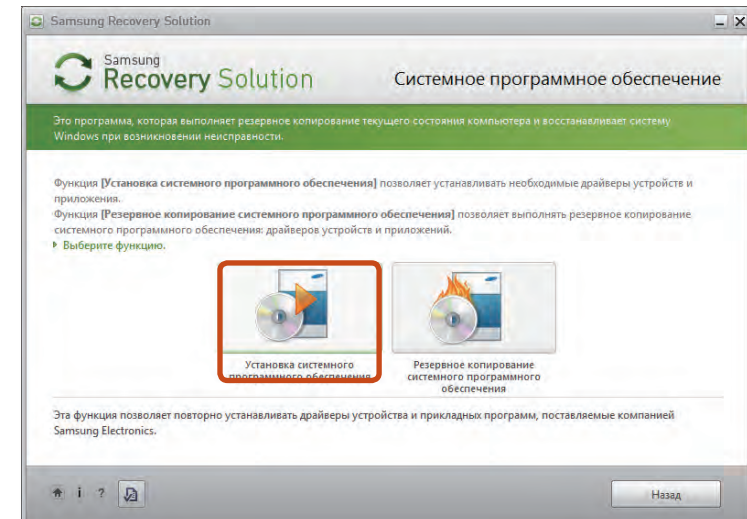 Samsung Recovery Solution
Samsung
Recovery Solution
Системное программное обеспечение
Это программа, которая выполняет резервное копирование текущего состояния компьютера и восстанавливает систему
Windows при возникновении неисправности.
Функция [Установка системного программного обеспечения] позволяет устанавливать необходимые драйверы устройств и
приложения.
Функция [Резервное копирование системного программного обеспечения] позволяет выполнять резервное копирование
системного программного обеспечения: драйверов устройств и приложений.
Выберите функцию.
Установка системного
программного обеспечения
Резервное копирование
системного программного
обеспечения
Эта функция позволяет повторно устанавливать драйверы устройства и прикладных программ, поставляемые компанией
Samsung Electronics.
i ?
Назад